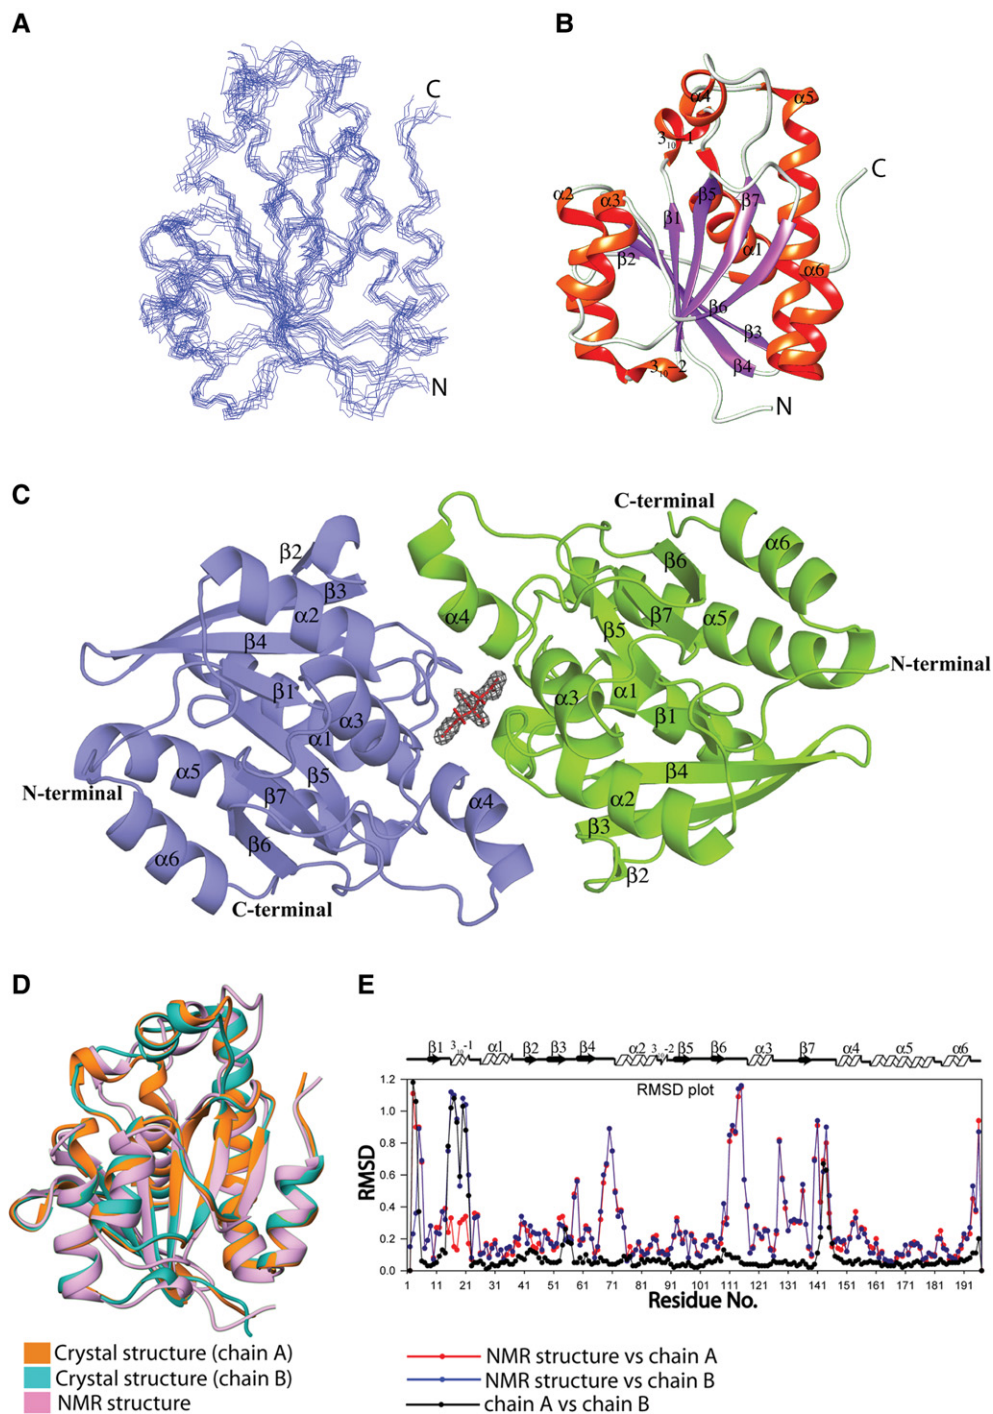 A
C
N
B
α4
α5
3₁₀-1
C
α2
α3
β5
β7
β1
α1
β2
α6
β6
β3
β4
3₁₀-2
N
C
β2
β3
α2
β4
β1
α3
α1
α5
β5
N-terminal
β7
α4
β6
α6
C-terminal
C-terminal
α6
β6
α4
β7
α5
β5
N-terminal
α1
α3
β1
β4
α2
β3
β2
D
Crystal structure (chain A)
Crystal structure (chain B)
NMR structure
E
β1 3₁₀-1 α1 β2 β3 β4 α2 3₁₀-2 β5 β6 α3 β7 α4 α5 α6
RMSD plot
RMSD
1.2
1.0
0.8
0.6
0.4
0.2
0.0
1 11 21 31 41 51 61 71 81 91 101 111 121 131 141 151 161 171 181 191
Residue No.
NMR structure vs chain A
NMR structure vs chain B
chain A vs chain B